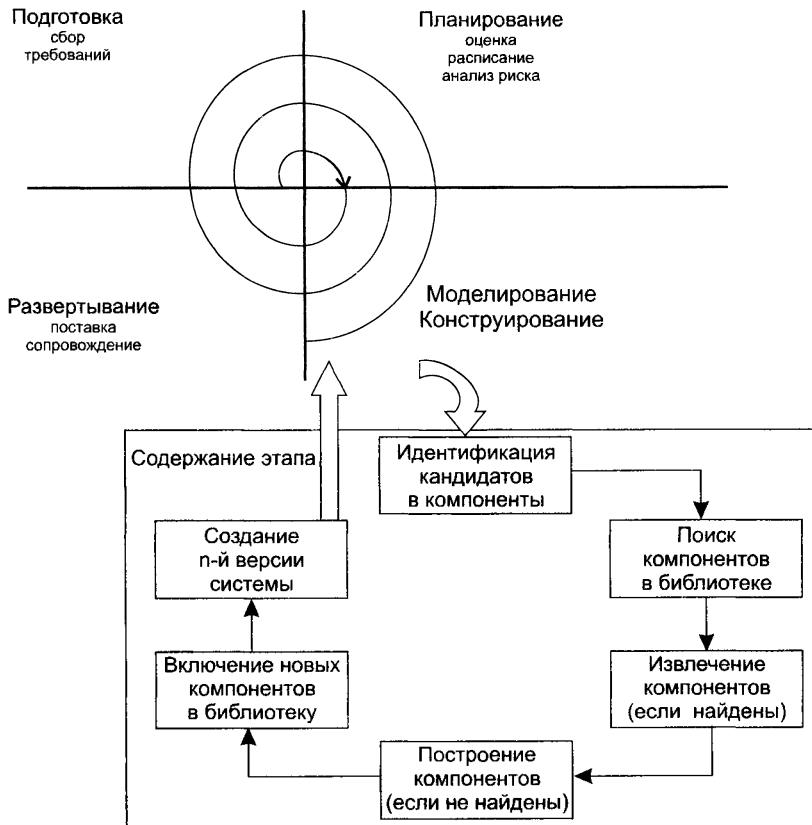 Подготовка
сбор
требований
Планирование
оценка
расписание
анализ риска
Развертывание
поставка
сопровождение
Моделирование
Конструирование
Содержание этапа
Идентификация
кандидатов
в компоненты
Поиск
компонентов
в библиотеке
Извлечение
компонентов
(если найдены)
Построение
компонентов
(если не найдены)
Включение новых
компонентов
в библиотеку
Создание
n-й версии
системы